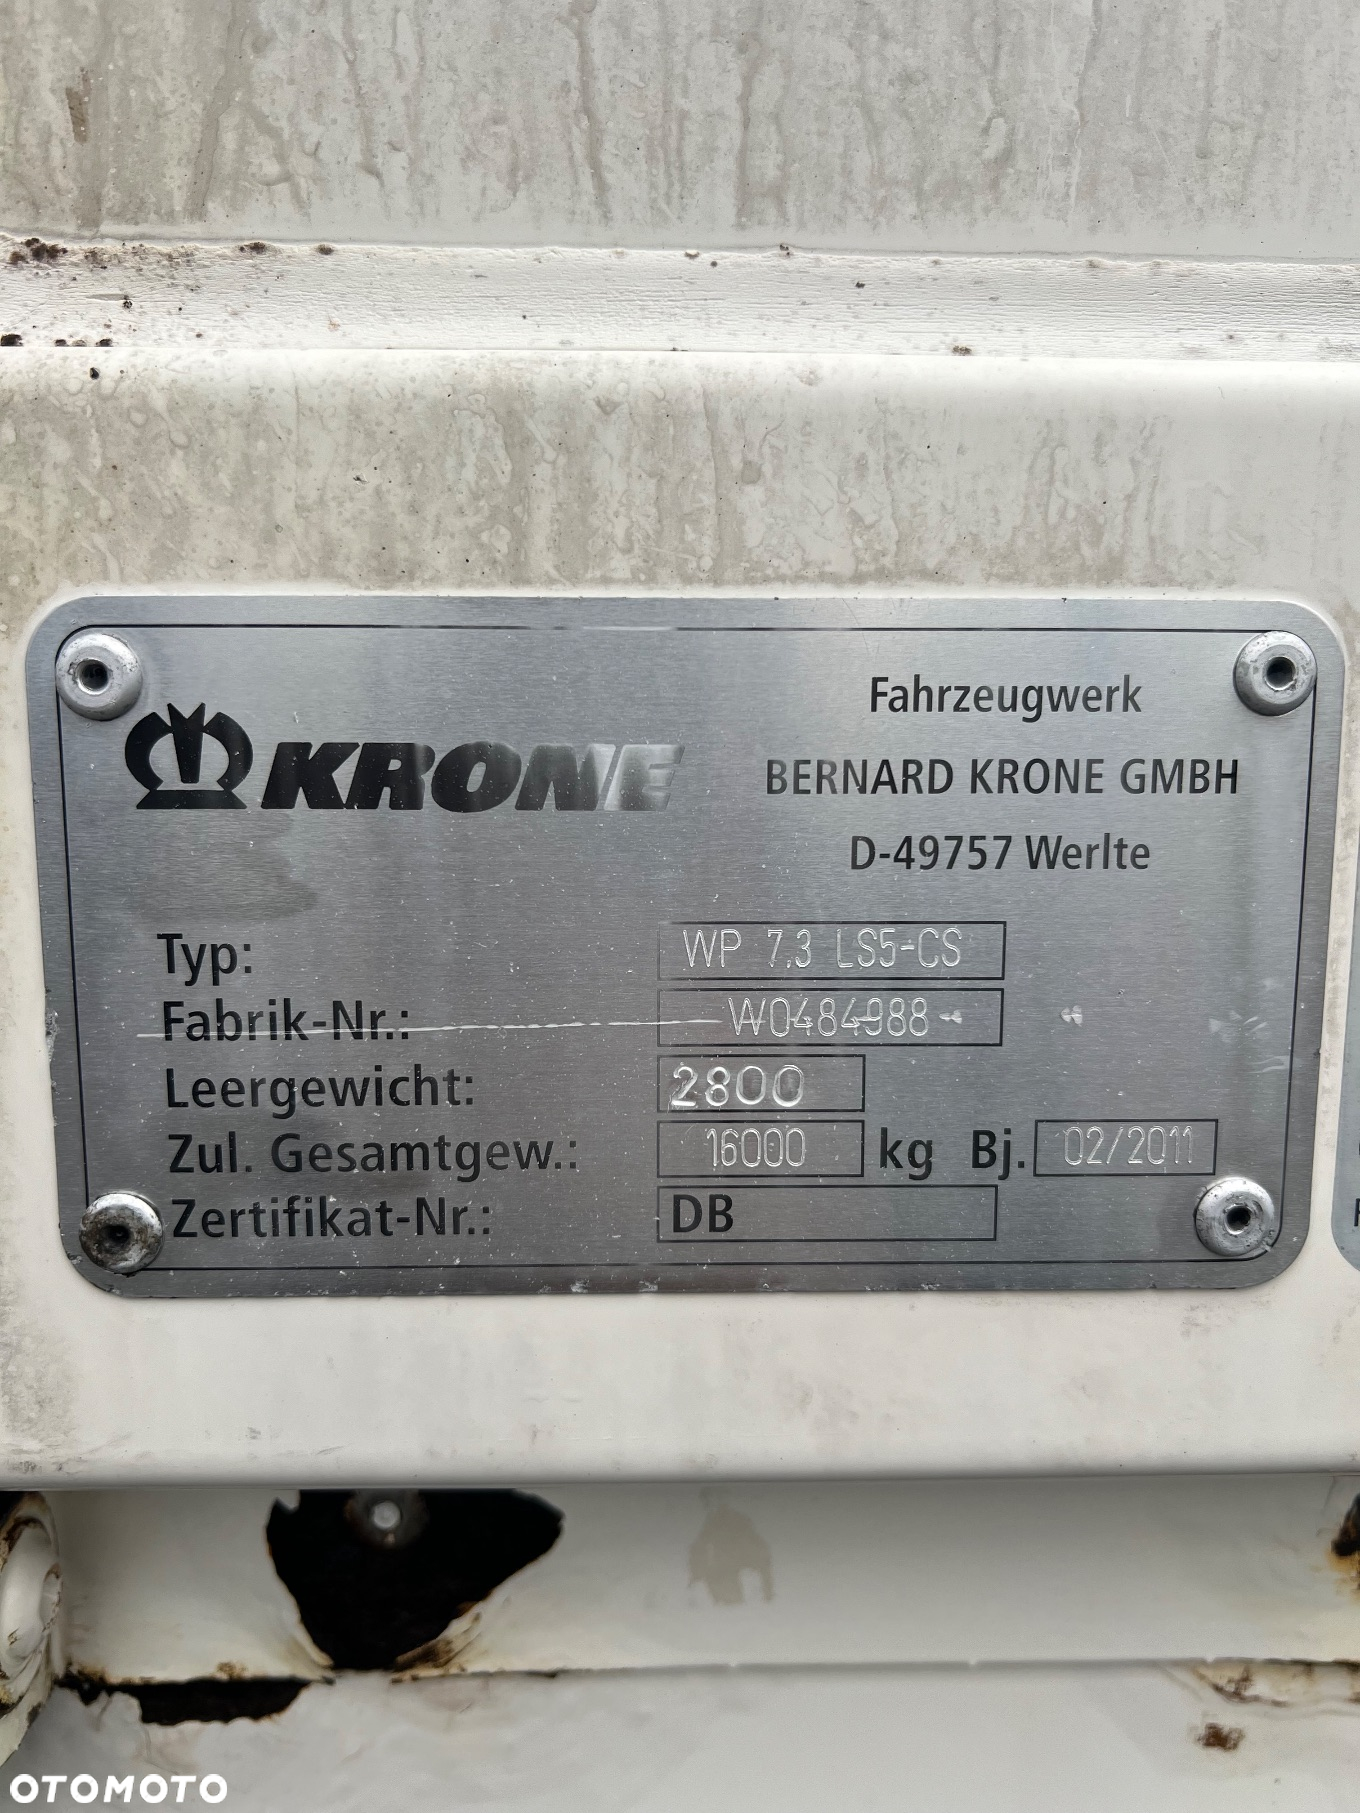 KRONE
Fahrzeugwerk
BERNARD KRONE GMBH
D-49757 Werlte
Typ: WP 7,3 LS5-CS
Fabrik-Nr.: W0484988
Leergewicht: 2800
Zul. Gesamtgew.: 16000 kg Bj. 02/2011
Zertifikat-Nr.: DB
OTOMOTO